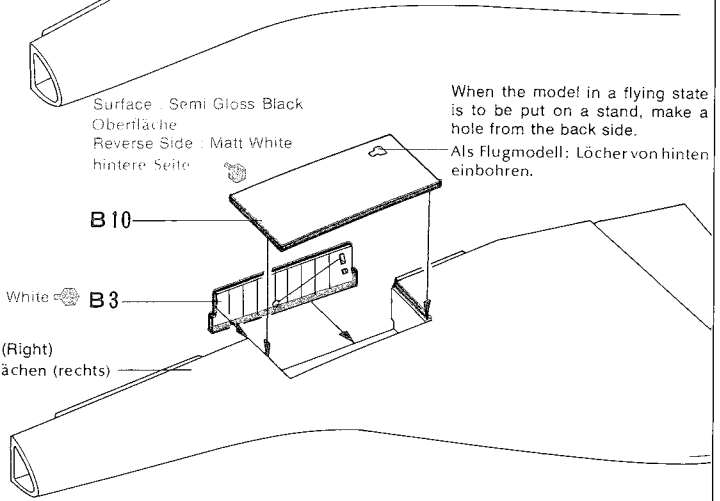 Surface : Semi Gloss Black
Oberfläche
Reverse Side : Matt White
hintere Seite
When the model in a flying state
is to be put on a stand, make a
hole from the back side.
Als Flugmodell: Löcher von hinten
einbohren.
B10
White
B3
(Right)
ächen (rechts)